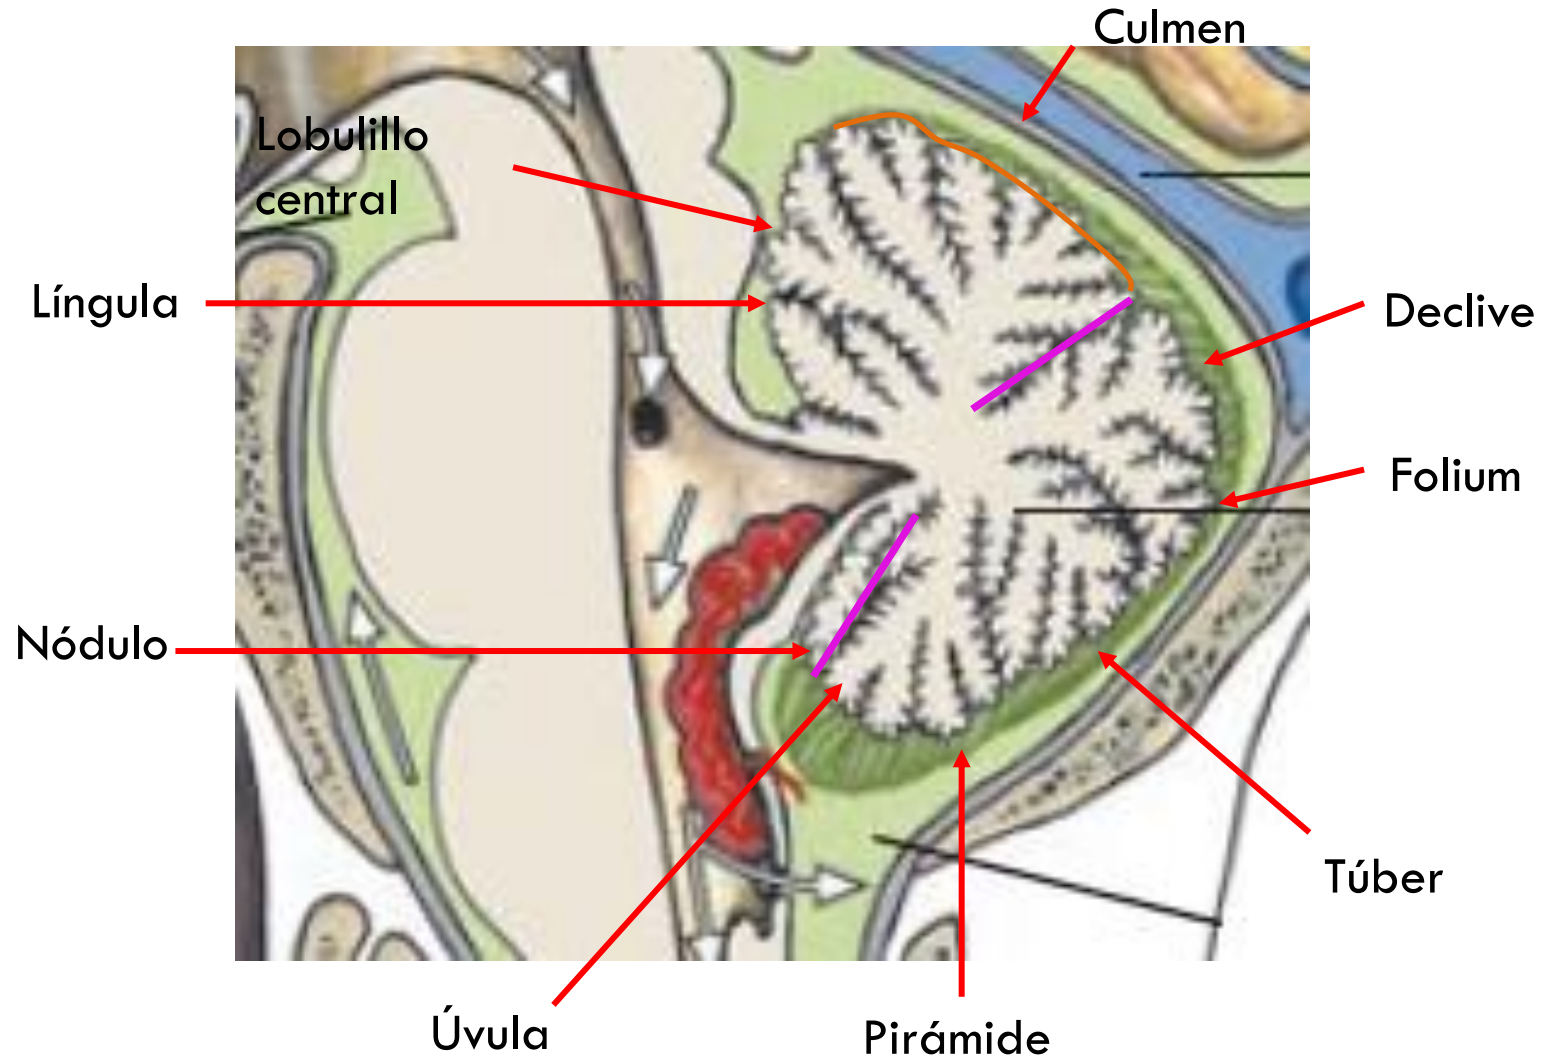 Culmen
Lobulillo
central
Língula
Declive
Folium
Nódulo
Túber
Úvula
Pirámide